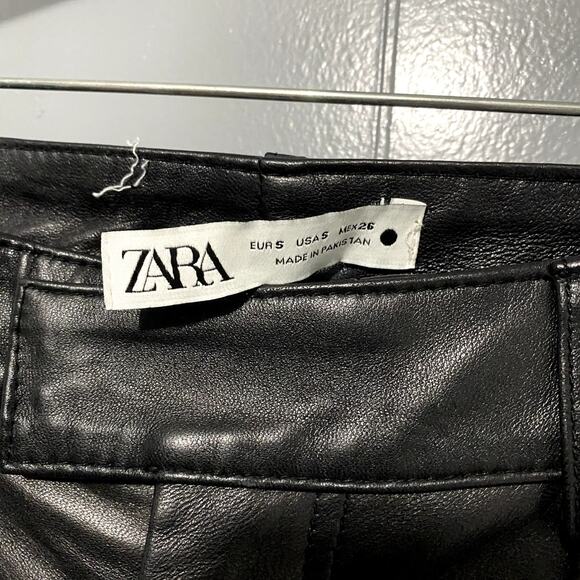 ZARA
EUR S USA S MEX 26
MADE IN PAKISTAN